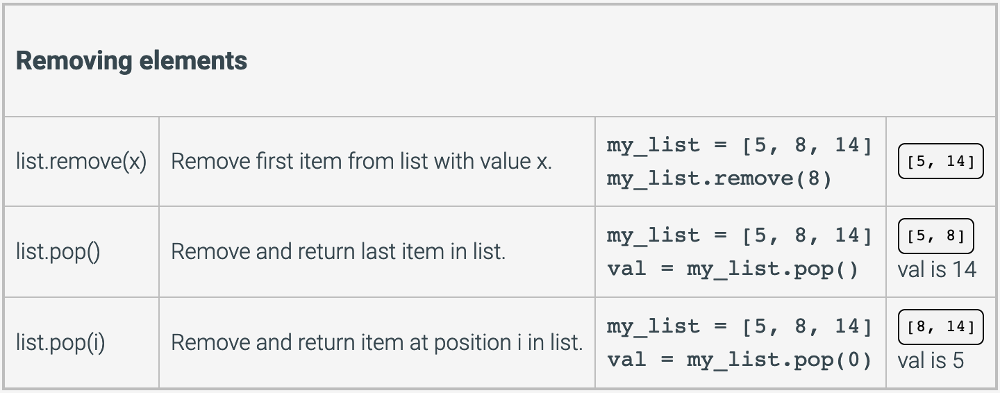 Removing elements
list.remove(x)
Remove first item from list with value x.
my_list = [5, 8, 14]
my_list.remove(8)
[5, 14]
list.pop()
Remove and return last item in list.
my_list = [5, 8, 14]
val = my_list.pop()
[5, 8]
val is 14
list.pop(i)
Remove and return item at position i in list.
my_list = [5, 8, 14]
val = my_list.pop(0)
[8, 14]
val is 5